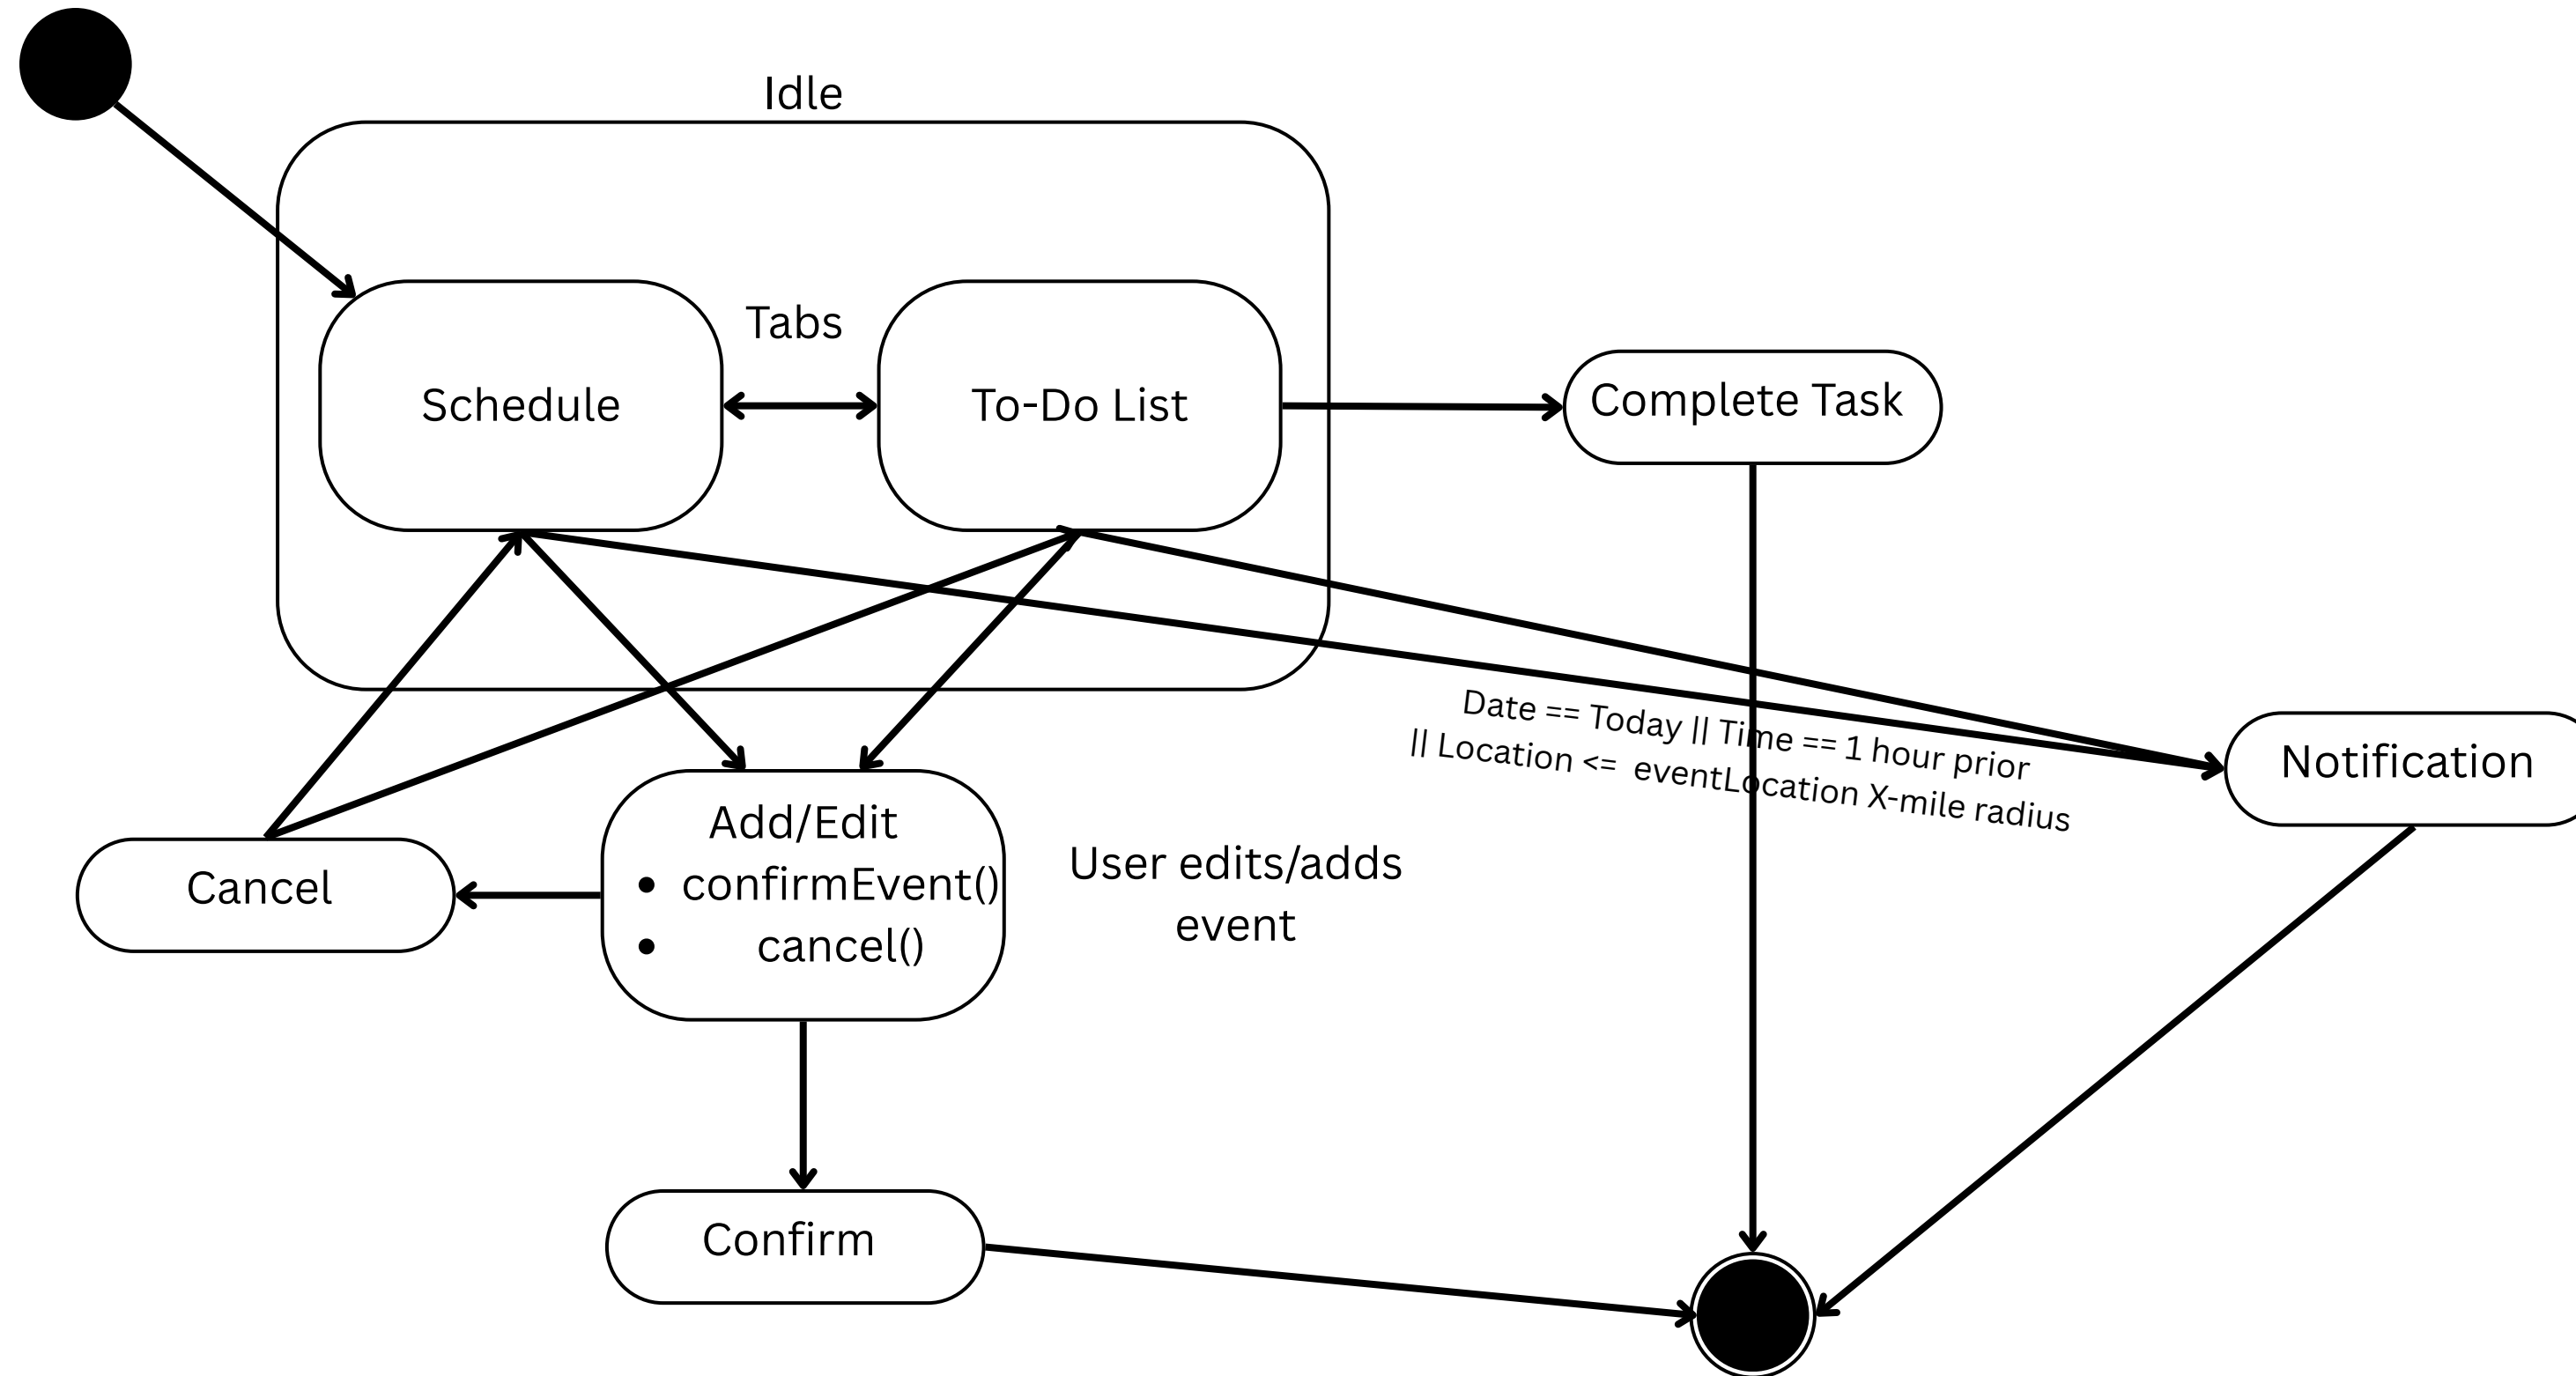 Idle
Tabs
Schedule
To-Do List
Complete Task
Date == Today || Time == 1 hour prior
|| Location <= eventLocation X-mile radius
Notification
Add/Edit
• confirmEvent()
• cancel()
User edits/adds
event
Cancel
Confirm